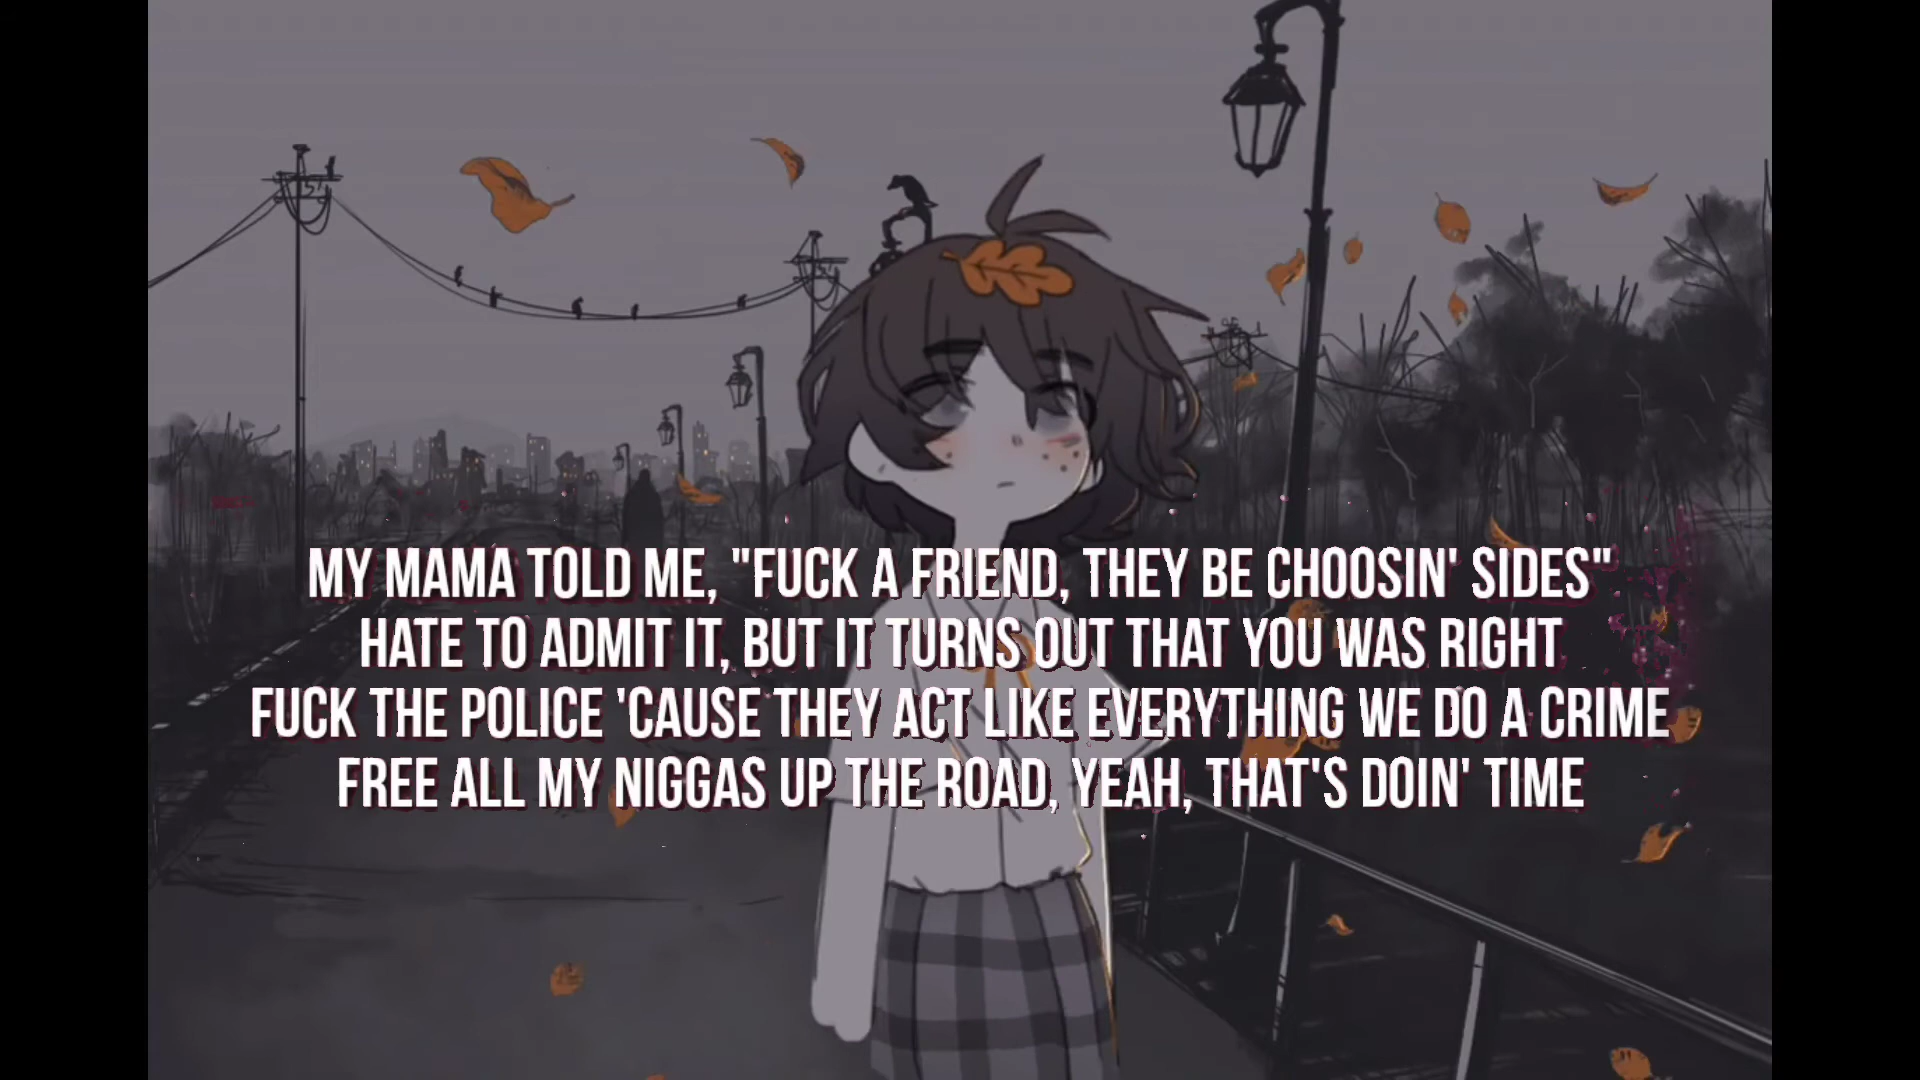 MY MAMA TOLD ME, "FUCK A FRIEND, THEY BE CHOOSIN' SIDES"
HATE TO ADMIT IT, BUT IT TURNS OUT THAT YOU WAS RIGHT
FUCK THE POLICE 'CAUSE THEY ACT LIKE EVERYTHING WE DO A CRIME
FREE ALL MY NIGGAS UP THE ROAD, YEAH, THAT'S DOIN' TIME